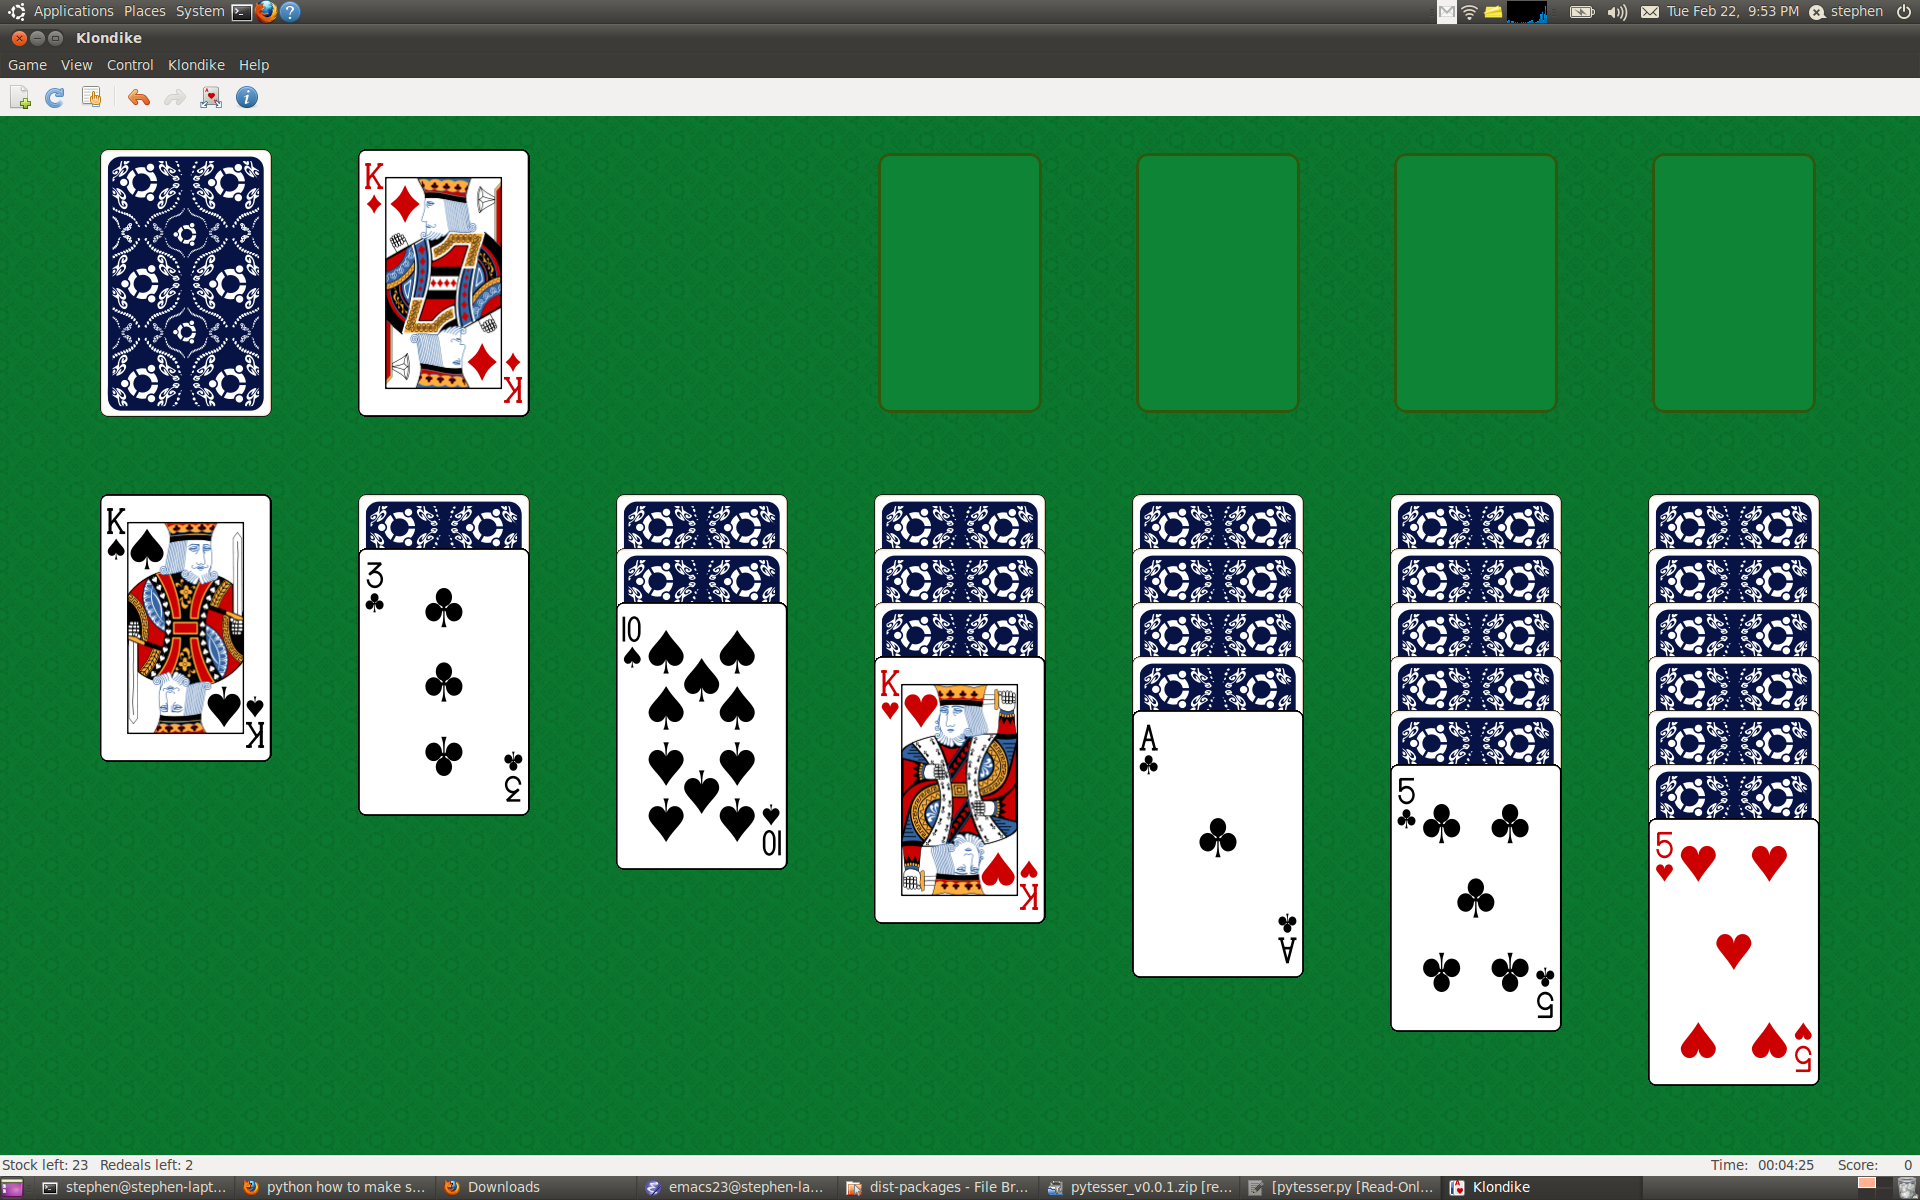 Applications Places System Tue Feb 22, 9:53 PM stephen
Klondike
Game View Control Klondike Help
K
K
K
3
10
K
A
5
5
K
3
10
K
A
5
5
Stock left: 23 Redeals left: 2 Time: 00:04:25 Score: 0
stephen@stephen-lapt... python how to make s... Downloads emacs23@stephen-la... dist-packages - File Br... pytesser_v0.0.1.zip [re... [pytesser.py [Read-Onl... Klondike